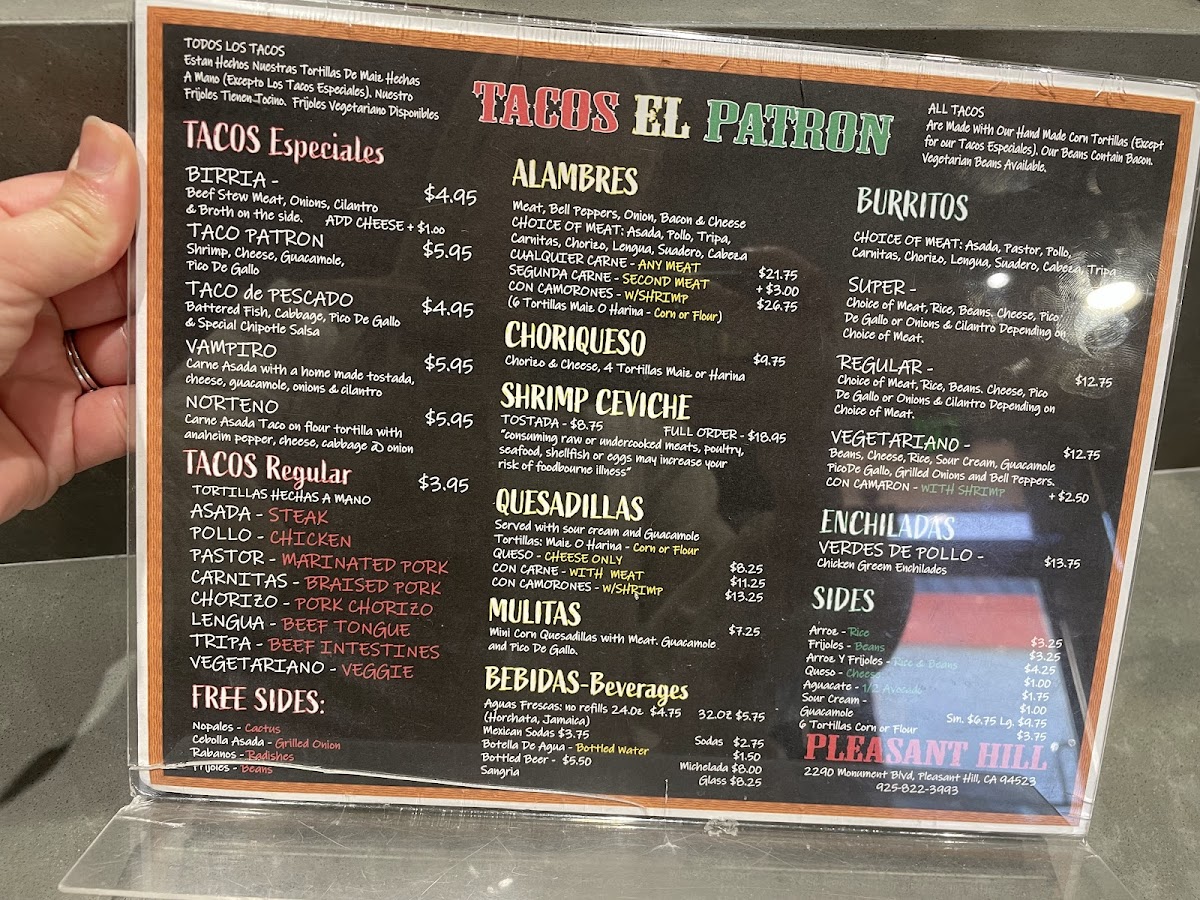 TODOS LOS TACOS
Estan Hechos Nuestras Tortillas De Maiz Hechas
A Mano (Excepto Los Tacos Especiales). Nuestro
Frijoles Tienen Tocino. Frijoles Vegetariano Disponibles
TACOS EL PATRON
ALL TACOS
Are Made with Our Hand Made Corn Tortillas (Except
for our Tacos Especiales). Our Beans Contain Bacon.
Vegetarian Beans Available.
TACOS Especiales
BIRRIA - $4.95
Beef Stew Meat, Onions, Cilantro
& Broth on the side. ADD CHEESE + $1.00
TACO PATRON $5.95
Shrimp, Cheese, Guacamole,
Pico De Gallo
TACO de PESCADO $4.95
Battered Fish, Cabbage, Pico De Gallo
& Special Chipotle Salsa
VAMPIRO $5.95
Carne Asada with a home made tostada,
cheese, guacamole, onions & cilantro
NORTENO $5.95
Carne Asada Taco on flour tortilla with
anaheim pepper, cheese, cabbage & onion
TACOS Regular $3.95
TORTILLAS HECHAS A MANO
ASADA - STEAK
POLLO - CHICKEN
PASTOR - MARINATED PORK
CARNITAS - BRAISED PORK
CHORIZO - PORK CHORIZO
LENGUA - BEEF TONGUE
TRIPA - BEEF INTESTINES
VEGETARIANO - VEGGIE
FREE SIDES:
Nopales - Cactus
Cebolla Asada - Grilled Onion
Rabanos - Radishes
Frijoles - Beans
ALAMBRES
Meat, Bell Peppers, Onion, Bacon & Cheese
CHOICE OF MEAT: Asada, Pollo, Tripa,
Carnitas, Chorizo, Lengua, Suadero, Cabeza
CUALQUIER CARNE - ANY MEAT $21.75
SEGUNDA CARNE - SECOND MEAT + $3.00
CON CAMORONES - W/SHRIMP $26.75
(6 Tortillas Maiz O Harina - Corn or Flour)
CHORIQUESO
Chorizo & Cheese, 4 Tortillas Maiz or Harina $9.75
SHRIMP CEVICHE
TOSTADA - $8.75 FULL ORDER - $18.95
"consuming raw or undercooked meats, poultry,
seafood, shellfish or eggs may increase your
risk of foodbourne illness"
QUESADILLAS
Served with sour cream and Guacamole
Tortillas: Maiz O Harina - Corn or Flour
QUESO - CHEESE ONLY $8.25
CON CARNE - WITH MEAT $11.25
CON CAMORONES - W/SHRIMP $13.25
MULITAS
Mini Corn Quesadillas with Meat. Guacamole $7.25
and Pico De Gallo.
BEBIDAS-Beverages
Aguas Frescas: no refills 24.0z $4.75 32.0Z $5.75
(Horchata, Jamaica)
Mexican Sodas $3.75 Sodas $2.75
Botella De Agua - Bottled Water $1.50
Bottled Beer - $5.50 Michelada $8.00
Sangria Glass $8.25
BURRITOS
CHOICE OF MEAT: Asada, Pastor, Pollo,
Carnitas, Chorizo, Lengua, Suadero, Cabeza, Tripa
SUPER -
Choice of Meat, Rice, Beans. Cheese, Pico
De Gallo or Onions & Cilantro Depending on
Choice of Meat.
REGULAR - $12.75
Choice of Meat, Rice, Beans. Cheese, Pico
De Gallo or Onions & Cilantro Depending on
Choice of Meat.
VEGETARIANO - $12.75
Beans, Cheese, Rice, Sour Cream, Guacamole
PicoDe Gallo, Grilled Onions and Bell Peppers.
CON CAMARON - WITH SHRIMP + $2.50
ENCHILADAS
VERDES DE POLLO - $13.75
Chicken Greem Enchilades
SIDES
Arroz - Rice $3.25
Frijoles - Beans $3.25
Arroz Y Frijoles - Rice & Beans $4.25
Queso - Cheese $1.00
Aguacate - 1/2 Avocado $1.75
Sour Cream - $1.00
Guacamole Sm. $6.75 Lg. $9.75
6 Tortillas Corn or Flour $3.75
PLEASANT HILL
2290 Monument Blvd, Pleasant Hill, CA 94523
925-822-3993